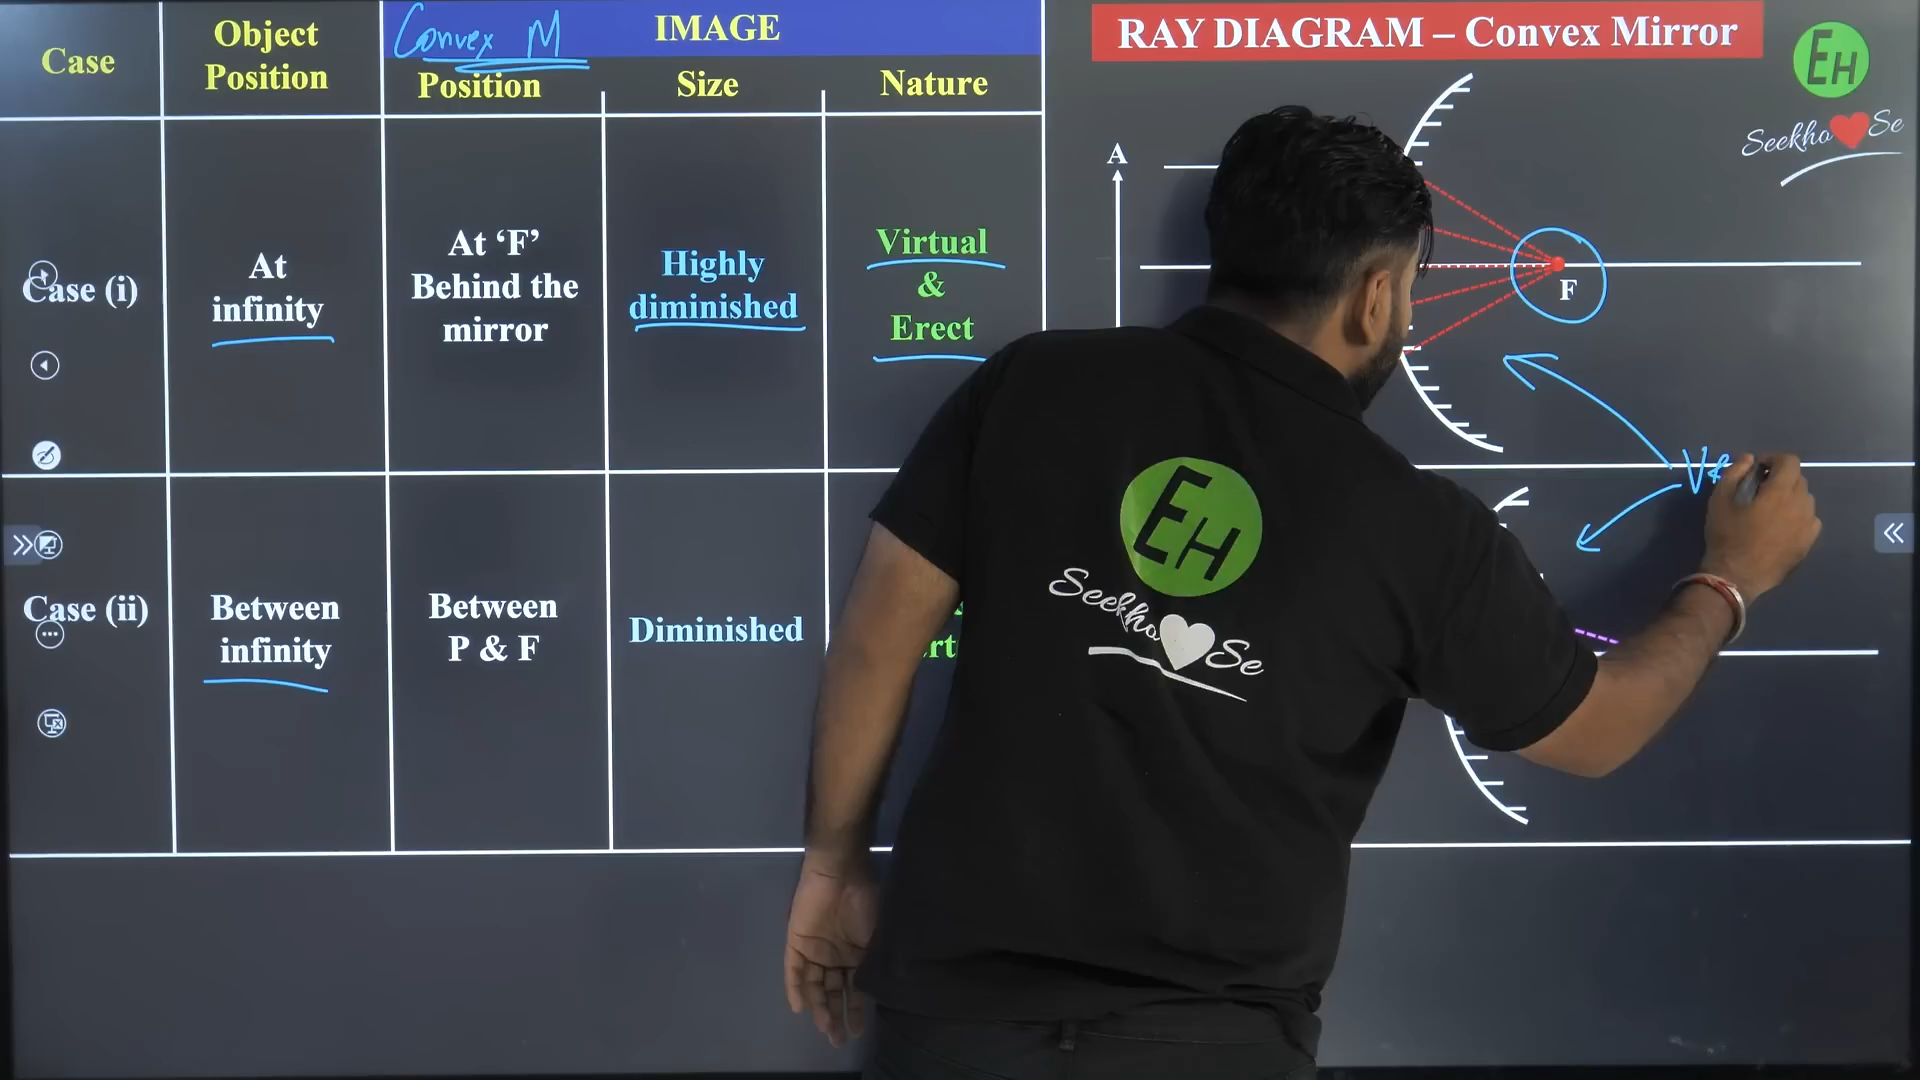 Case
Object
Position
Convex M
IMAGE
Position
Size
Nature
RAY DIAGRAM – Convex Mirror
EH
Seekho Se
A
F
Case (i)
At
infinity
At ‘F’
Behind the
mirror
Highly
diminished
Virtual
&
Erect
Case (ii)
Between
infinity
Between
P & F
Diminished
EH
Seekho Se